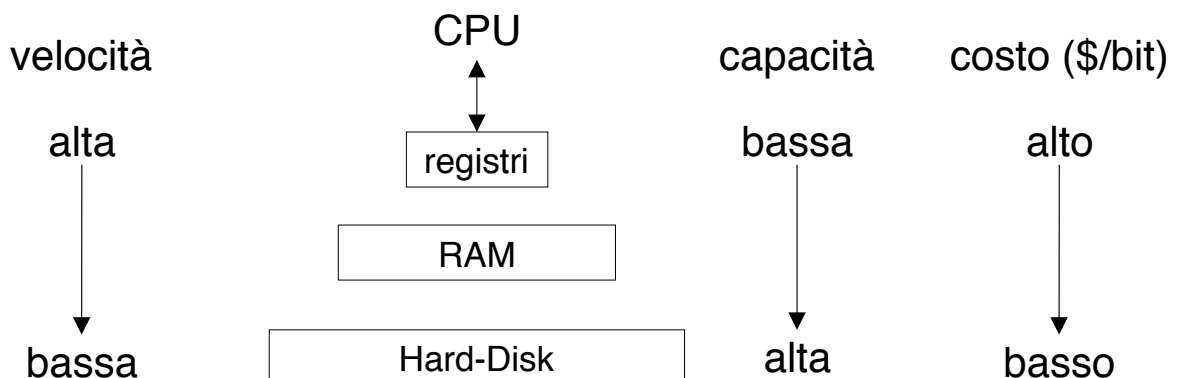 velocità CPU capacità costo ($/bit)
alta registri bassa alto
RAM
bassa Hard-Disk alta basso